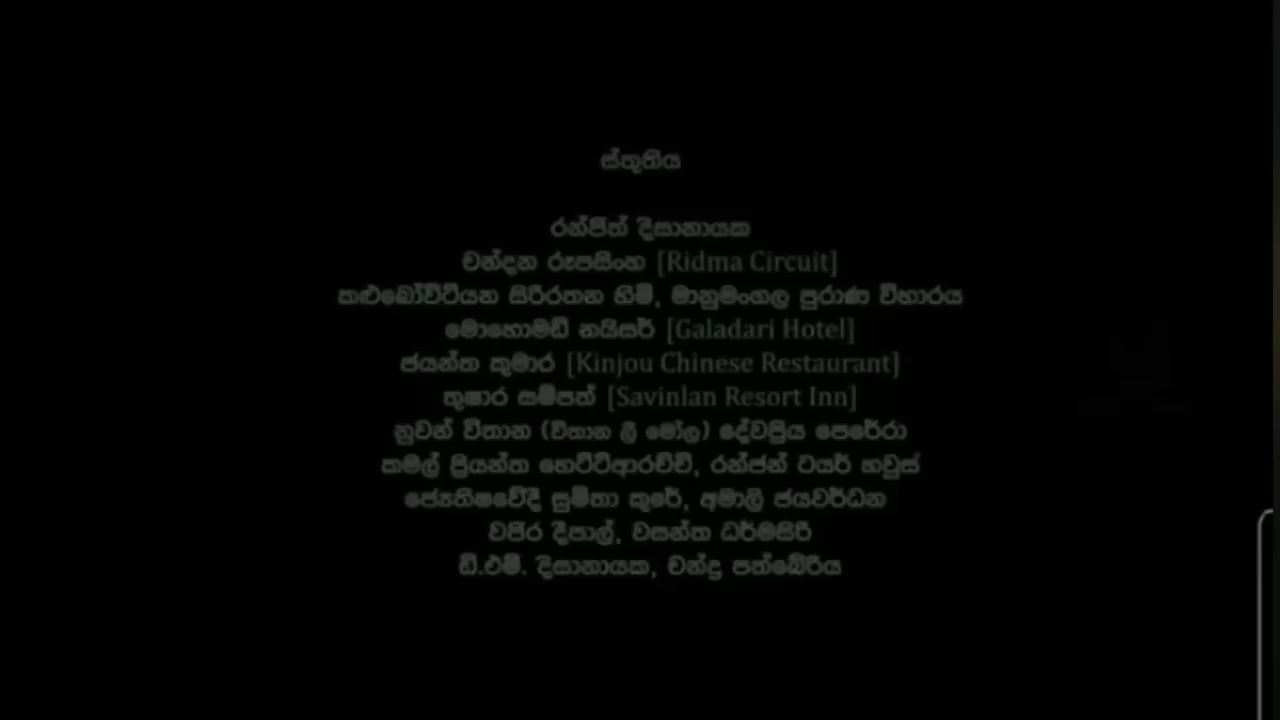 ස්තූතිය
රන්ජිත් දිසානායක
චන්දන රූපසිංහ [Ridma Circuit]
කළුබෝවිටියන සිරිරතන හිමි, මානුමංගල පුරාණ විහාරය
මොහොමඩ් නයිසර් [Galadari Hotel]
ජයන්ත කුමාර [Kinjou Chinese Restaurant]
තුෂාර සම්පත් [Savinlan Resort Inn]
නුවන් විතාන (විතාන ලී මෝල) දේවප්‍රිය පෙරේරා
කමල් ප්‍රියන්ත හෙට්ටිආරච්චි, රන්ජන් ටයර් හවුස්
ජ්‍යෙතිෂවේදී සුමිතා කුරේ, අමාලි ජයවර්ධන
වජිර දීපාල්, වසන්ත ධර්මසිරි
ඩී.එම්. දිසානායක, චන්ද්‍ර පත්බේරිය